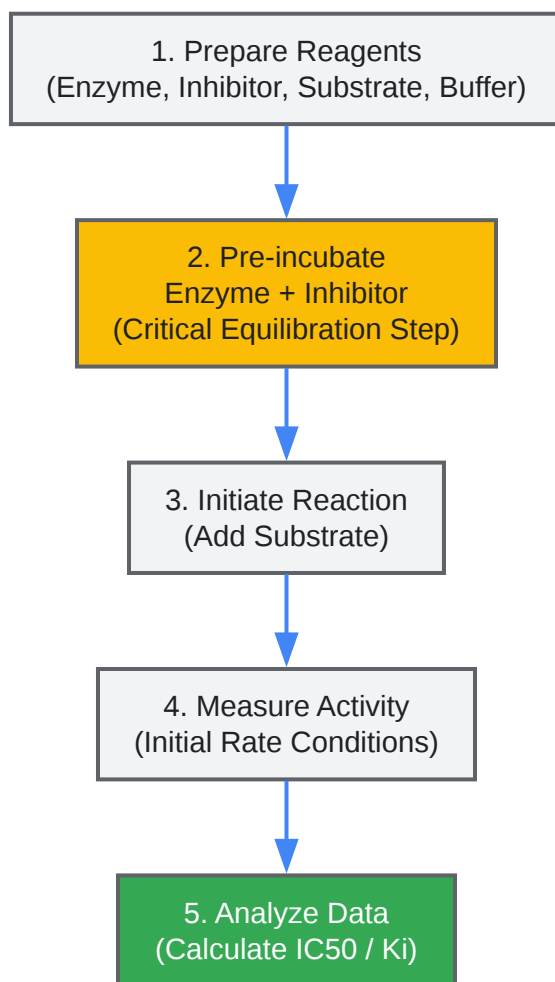 1. Prepare Reagents
(Enzyme, Inhibitor, Substrate, Buffer)
2. Pre-incubate
Enzyme + Inhibitor
(Critical Equilibration Step)
3. Initiate Reaction
(Add Substrate)
4. Measure Activity
(Initial Rate Conditions)
5. Analyze Data
(Calculate IC50 / Ki)